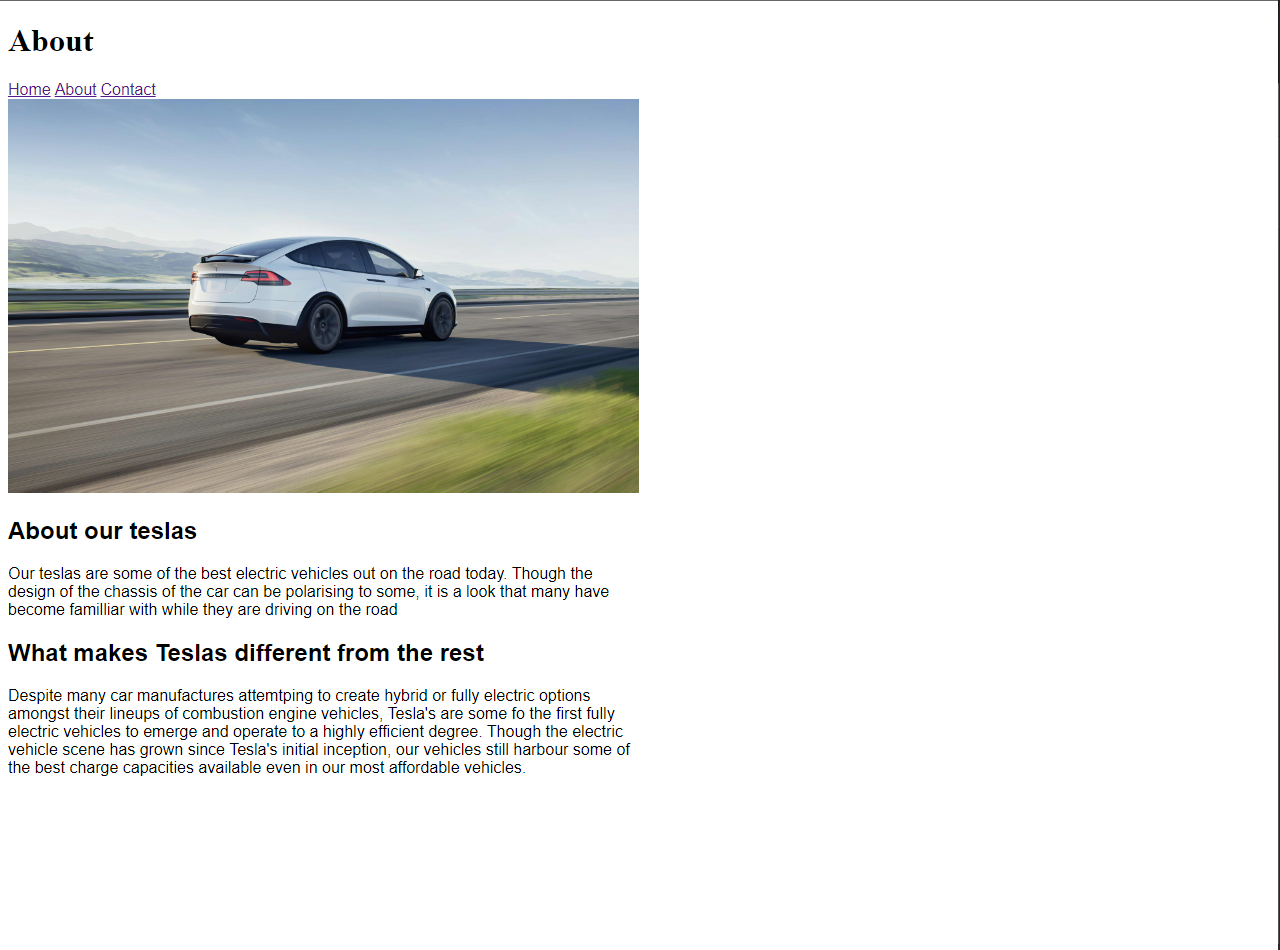 About
Home About Contact
About our teslas
Our teslas are some of the best electric vehicles out on the road today. Though the
design of the chassis of the car can be polarising to some, it is a look that many have
become familliar with while they are driving on the road
What makes Teslas different from the rest
Despite many car manufactures attemtping to create hybrid or fully electric options
amongst their lineups of combustion engine vehicles, Tesla's are some fo the first fully
electric vehicles to emerge and operate to a highly efficient degree. Though the electric
vehicle scene has grown since Tesla's initial inception, our vehicles still harbour some of
the best charge capacities available even in our most affordable vehicles.